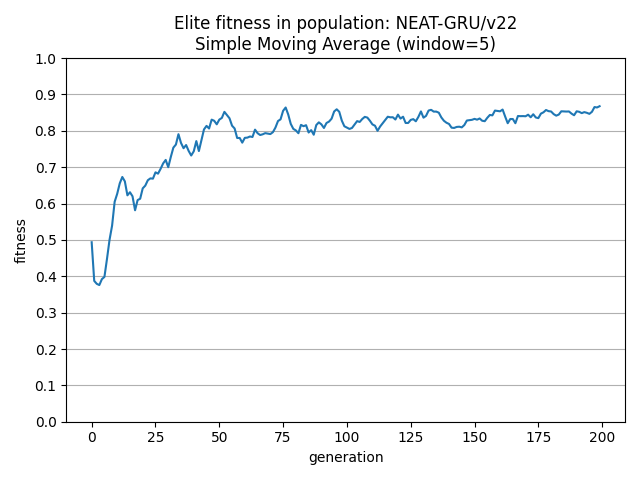 Elite fitness in population: NEAT-GRU/v22
Simple Moving Average (window=5)
1.0
0.9
0.8
0.7
0.6
0.5
0.4
0.3
0.2
0.1
0.0
fitness
0 25 50 75 100 125 150 175 200
generation